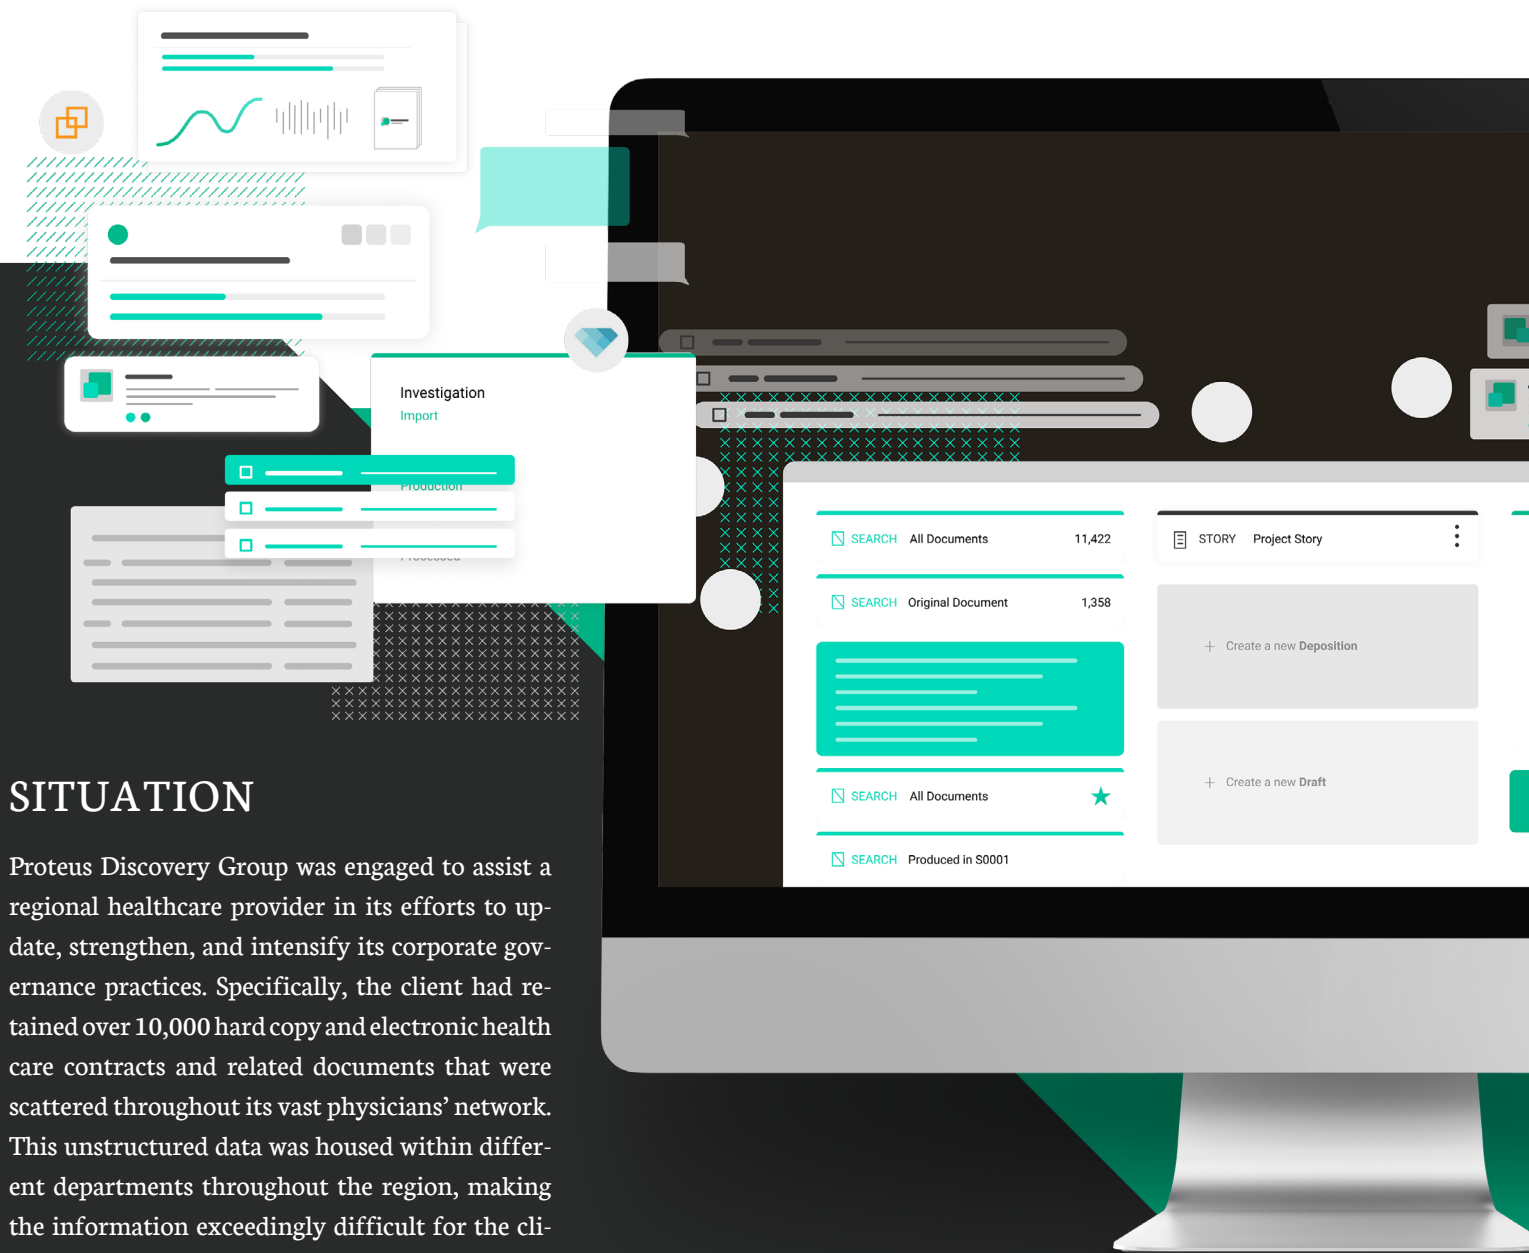 Investigation
Import
Production
Processed
SEARCH All Documents 11,422
SEARCH Original Document 1,358
SEARCH All Documents
SEARCH Produced in S0001
STORY Project Story
+ Create a new Deposition
+ Create a new Draft
SITUATION
Proteus Discovery Group was engaged to assist a
regional healthcare provider in its efforts to up-
date, strengthen, and intensify its corporate gov-
ernance practices. Specifically, the client had re-
tained over 10,000 hard copy and electronic health
care contracts and related documents that were
scattered throughout its vast physicians’ network.
This unstructured data was housed within differ-
ent departments throughout the region, making
the information exceedingly difficult for the cli-